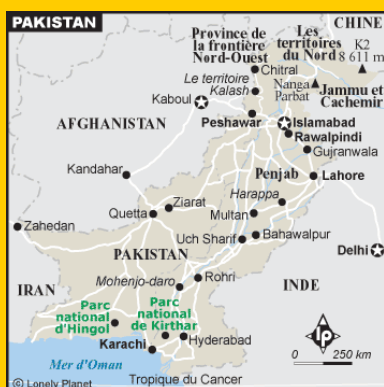 PAKISTAN
CHINE
Province de
la frontière
Nord-Ouest
Les
territoires
du Nord
K2
8 611 m
Chitral
Le territoire
Kalash
Nanga
Parbat
Jammu et
Cachemir
Kaboul
Peshawar
Islamabad
Rawalpindi
AFGHANISTAN
Gujranwala
Penjab
Lahore
Kandahar
Harappa
Ziarat
Quetta
Multan
Zahedan
Uch Sharif
Bahawalpur
Delhi
PAKISTAN
IRAN
Mohenjo-daro
Rohri
INDE
Parc
national
d'Hingol
Parc
national
de Kirthar
Karachi
Hyderabad
lp
Mer d'Oman
0
250 km
Tropique du Cancer
© Lonely Planet